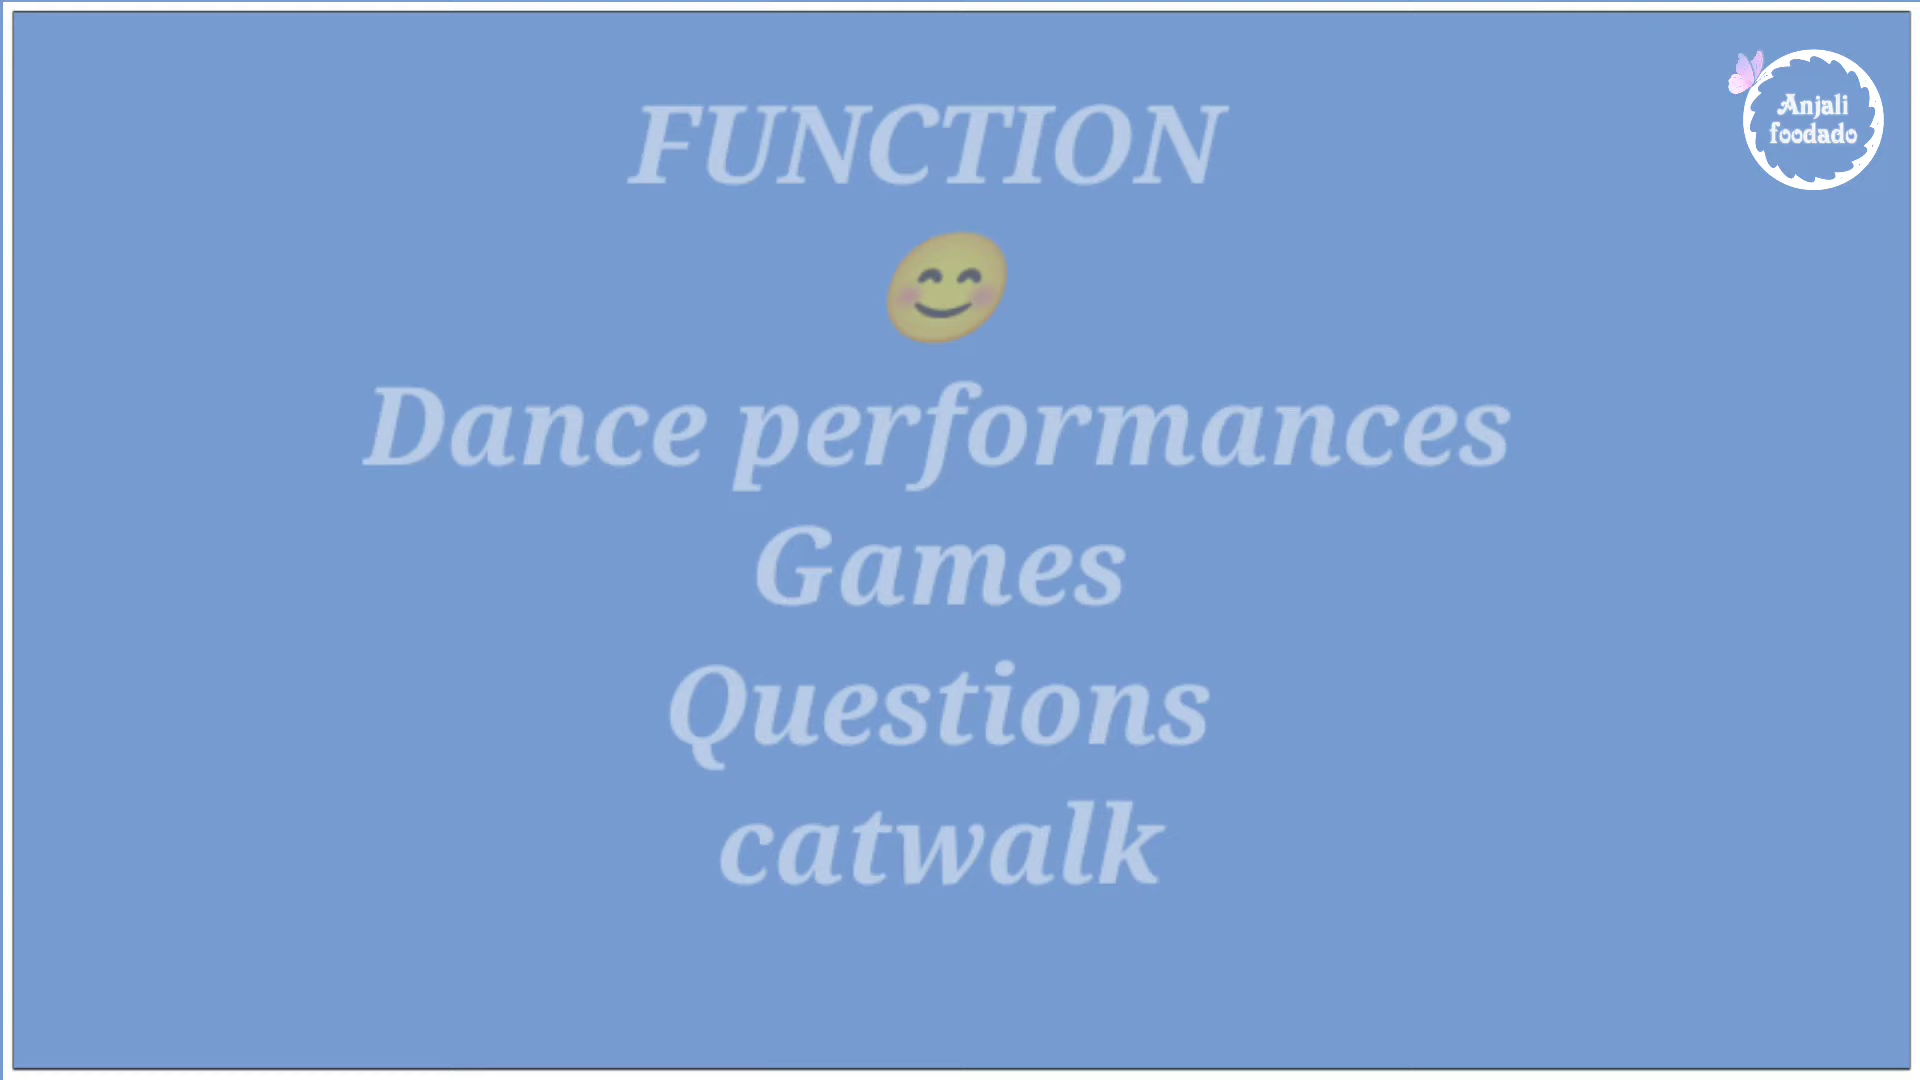 FUNCTION
😊
Dance performances
Games
Questions
catwalk
Anjali
foodado